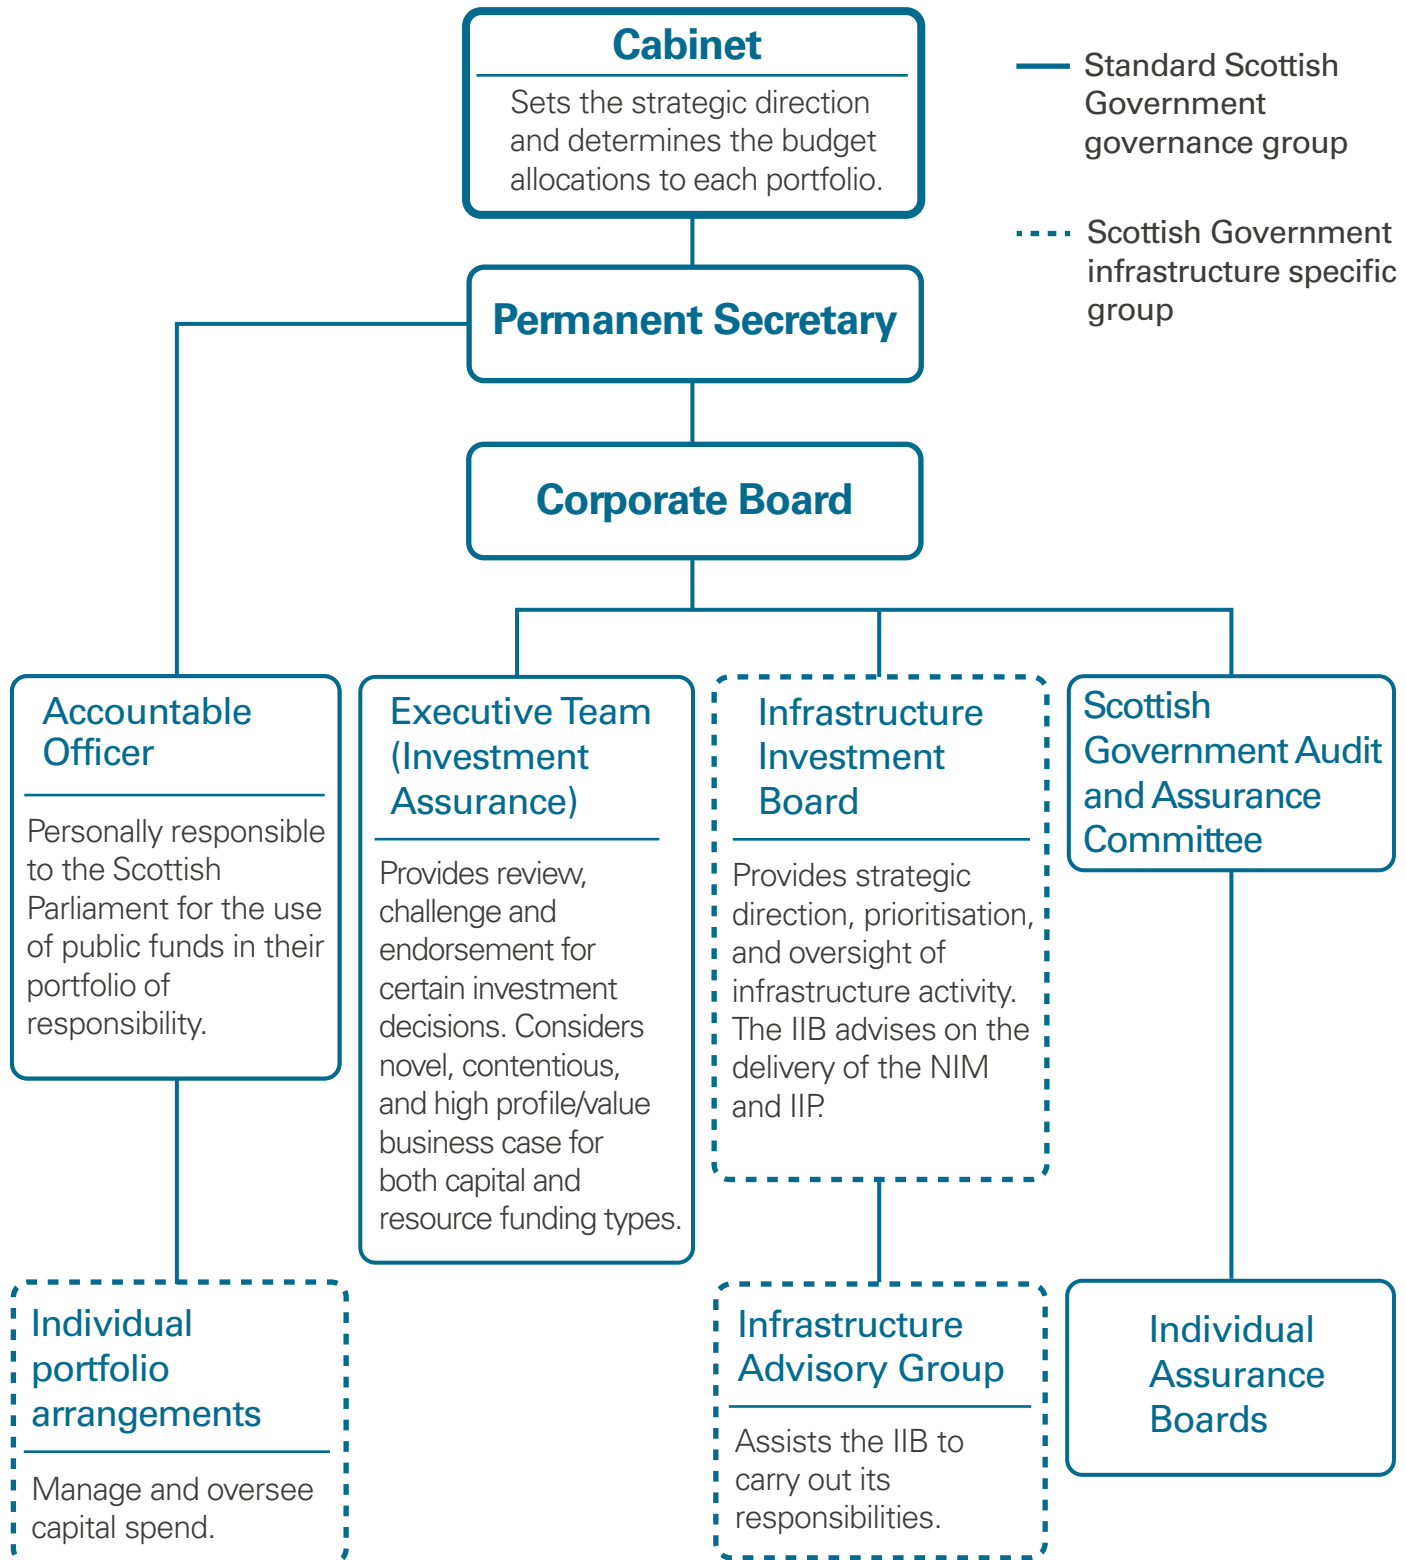 Cabinet
Sets the strategic direction
and determines the budget
allocations to each portfolio.
Standard Scottish
Government
governance group
Scottish Government
infrastructure specific
group
Permanent Secretary
Corporate Board
Accountable
Officer
Personally responsible
to the Scottish
Parliament for the use
of public funds in their
portfolio of
responsibility.
Executive Team
(Investment
Assurance)
Provides review,
challenge and
endorsement for
certain investment
decisions. Considers
novel, contentious,
and high profile/value
business case for
both capital and
resource funding types.
Infrastructure
Investment
Board
Provides strategic
direction, prioritisation,
and oversight of
infrastructure activity.
The IIB advises on the
delivery of the NIM
and IIP.
Scottish
Government Audit
and Assurance
Committee
Individual
portfolio
arrangements
Manage and oversee
capital spend.
Infrastructure
Advisory Group
Assists the IIB to
carry out its
responsibilities.
Individual
Assurance
Boards